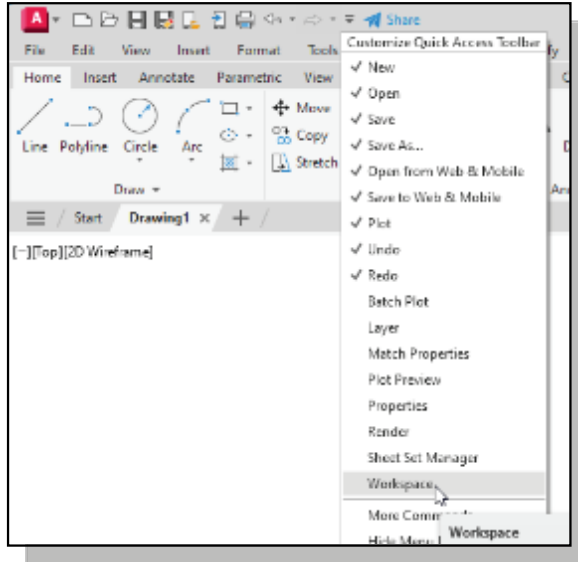 A Share
File Edit View Insert Format Tools
Customize Quick Access Toolbar
Home Insert Annotate Parametric View
New
Open
Save
Save As...
Open from Web & Mobile
Save to Web & Mobile
Plot
Undo
Redo
Batch Plot
Layer
Match Properties
Plot Preview
Properties
Render
Sheet Set Manager
Workspace
More
Workspace
Hide Menu
Move
Copy
Stretch
Line Polyline Circle Arc
Draw
Start Drawing1
[−][Top][2D Wireframe]